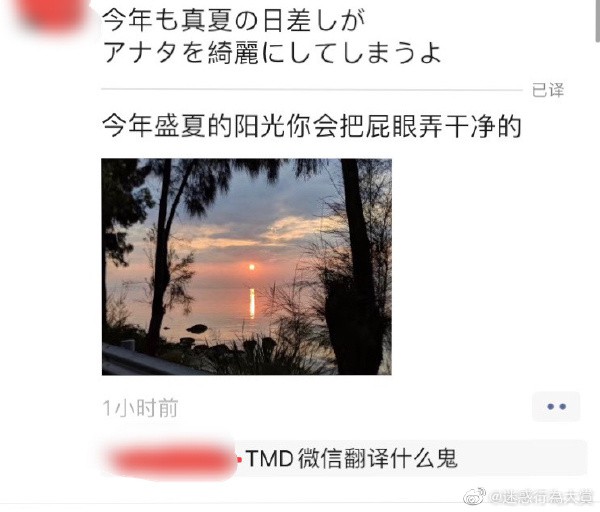 今年も真夏の日差しが
アナタを綺麗にしてしまうよ
已译
今年盛夏的阳光你会把屁眼弄干净的
1小时前
TMD微信翻译什么鬼
@迷惑行為大賞